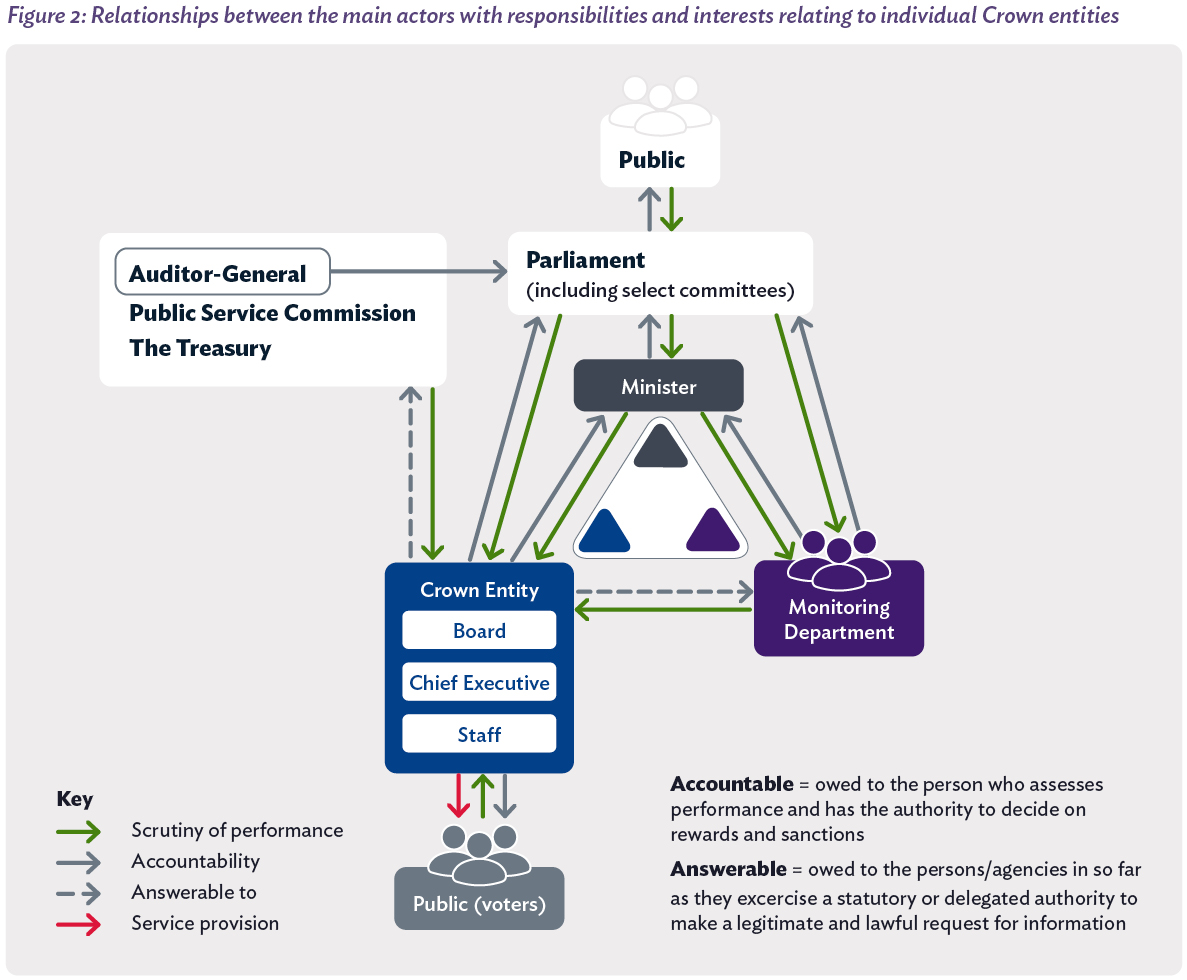 Figure 2: Relationships between the main actors with responsibilities and interests relating to individual Crown entities
Public
Auditor-General
Public Service Commission
The Treasury
Parliament
(including select committees)
Minister
Crown Entity
Board
Chief Executive
Staff
Monitoring
Department
Public (voters)
Key
Scrutiny of performance
Accountability
Answerable to
Service provision
Accountable = owed to the person who assesses
performance and has the authority to decide on
rewards and sanctions
Answerable = owed to the persons/agencies in so far
as they excercise a statutory or delegated authority to
make a legitimate and lawful request for information